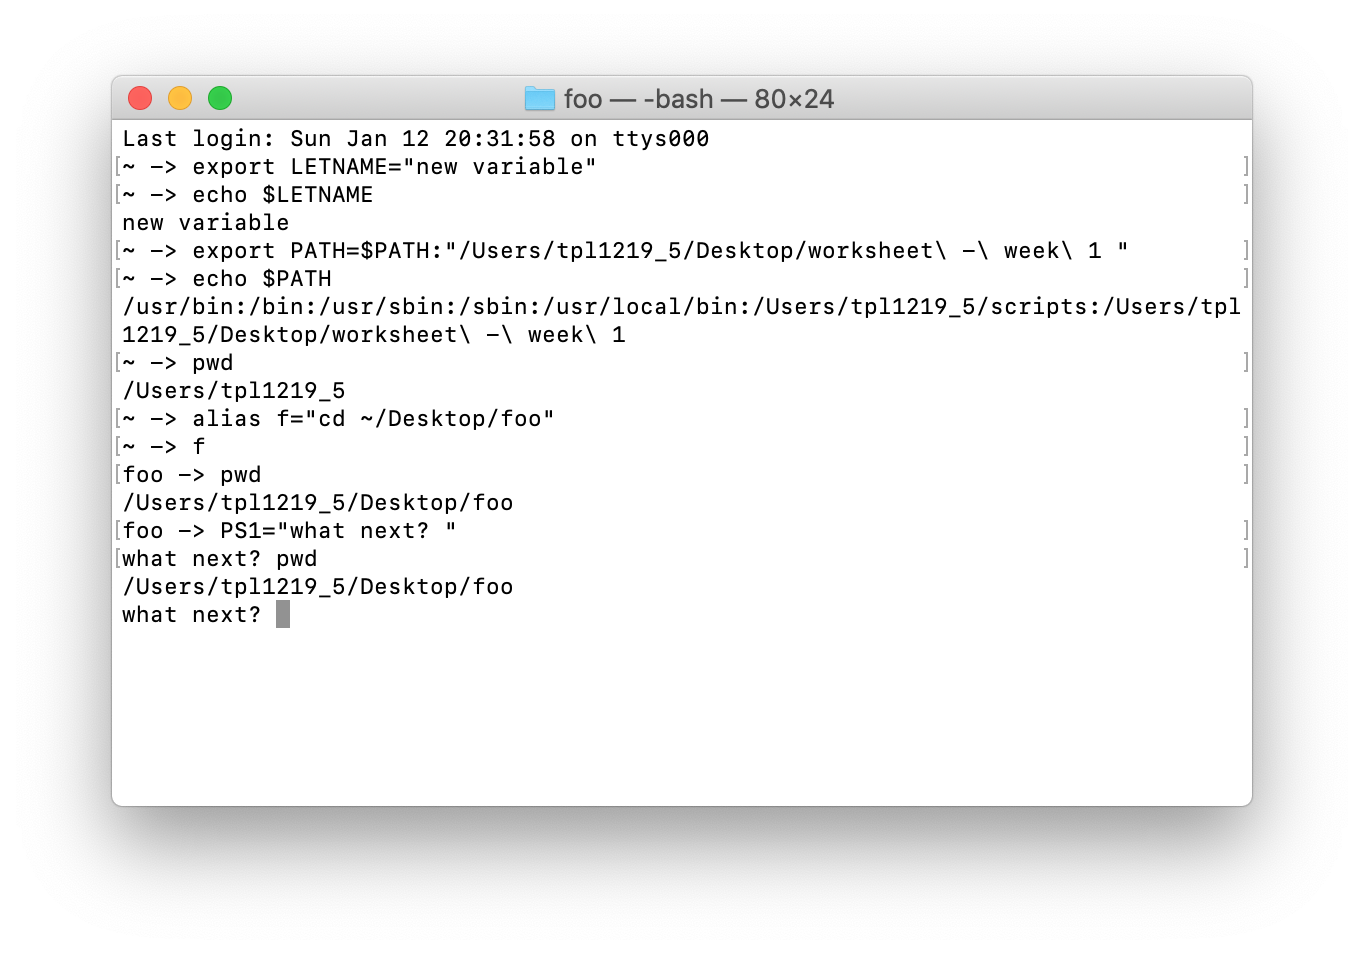 foo — -bash — 80×24
Last login: Sun Jan 12 20:31:58 on ttys000
[~ -> export LETNAME="new variable" ]
[~ -> echo $LETNAME ]
new variable
[~ -> export PATH=$PATH:"/Users/tpl1219_5/Desktop/worksheet\ -\ week\ 1 " ]
[~ -> echo $PATH ]
/usr/bin:/bin:/usr/sbin:/sbin:/usr/local/bin:/Users/tpl1219_5/scripts:/Users/tpl
1219_5/Desktop/worksheet\ -\ week\ 1
[~ -> pwd ]
/Users/tpl1219_5
[~ -> alias f="cd ~/Desktop/foo" ]
[~ -> f ]
[foo -> pwd ]
/Users/tpl1219_5/Desktop/foo
[foo -> PS1="what next? " ]
[what next? pwd ]
/Users/tpl1219_5/Desktop/foo
what next?